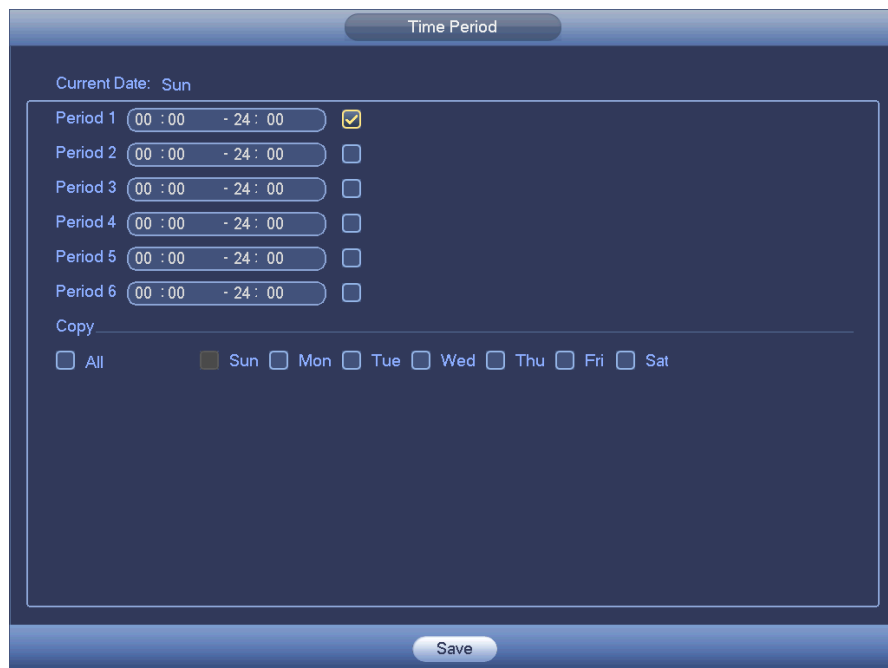 Time Period
Current Date: Sun
Period 1 00 :00 - 24 : 00
Period 2 00 :00 - 24 : 00
Period 3 00 :00 - 24 : 00
Period 4 00 :00 - 24 : 00
Period 5 00 :00 - 24 : 00
Period 6 00 :00 - 24 : 00
Copy
All Sun Mon Tue Wed Thu Fri Sat
Save